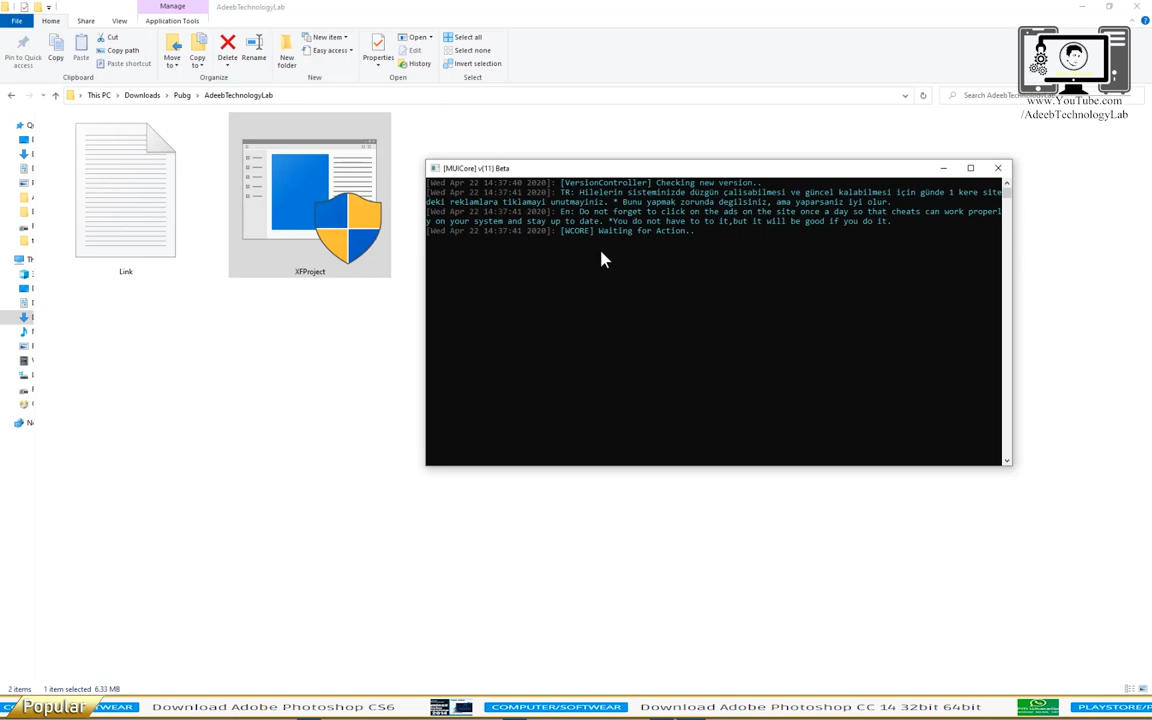 Manage
AdeebTechnologyLab
File
Home
Share
View
Application Tools
Pin to Quick access
Copy
Paste
Cut
Copy path
Paste shortcut
Clipboard
Move to
Copy to
Delete
Rename
Organize
New folder
New item
Easy access
New
Properties
Open
Edit
History
Open
Select all
Select none
Invert selection
Select
This PC > Downloads > Pubg > AdeebTechnologyLab
www.YouTube.com
/AdeebTechnologyLab
Link
XFProject
[MUICore] v(11) Beta
[Wed Apr 22 14:37:40 2020]: [VersionController] Checking new version..
[Wed Apr 22 14:37:41 2020]: TR: Hilelerin sisteminizde düzgün çalisabilmesi ve güncel kalabilmesi için günde 1 kere site
deki reklamlara tiklamayi unutmayiniz. * Bunu yapmak zorunda degilsiniz, ama yaparsaniz iyi olur.
[Wed Apr 22 14:37:41 2020]: En: Do not forget to click on the ads on the site once a day so that cheats can work properl
y on your system and stay up to date. *You do not have to to it,but it will be good if you do it.
[Wed Apr 22 14:37:41 2020]: [WCORE] Waiting for Action..
2 items
1 item selected 6.33 MB
Popular
Download Adobe Photoshop CS6
COMPUTER/SOFTWEAR
Download Adobe Photoshop CC 14 32bit 64bit
PLAYSTORE/